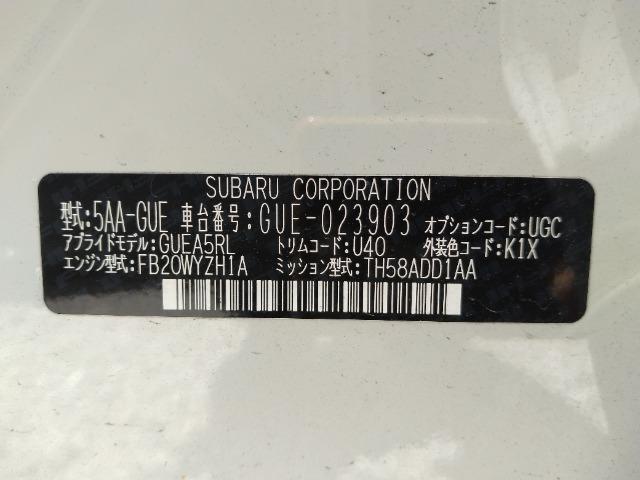 SUBARU CORPORATION
型式:5AA-GUE 車台番号:GUE-023903 オプションコード:UGC
アプライドモデル:GUEA5RL トリムコード:U40 外装色コード:K1X
エンジン型式:FB20WYZH1A ミッション型式:TH58ADD1AA